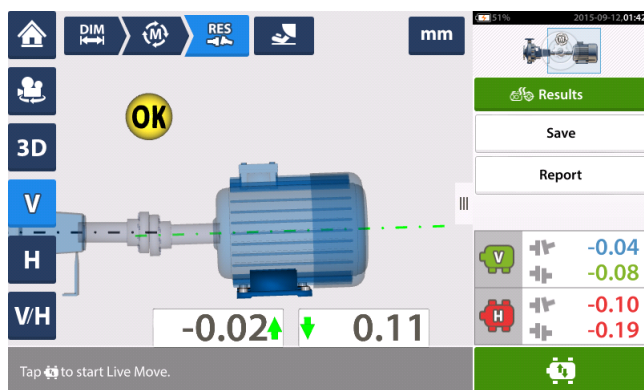 DIM
M
RES
mm
51%
2015-09-12,01:42
OK
3D
V
H
V/H
Results
Save
Report
V
-0.04
-0.08
H
-0.10
-0.19
-0.02
0.11
Tap to start Live Move.